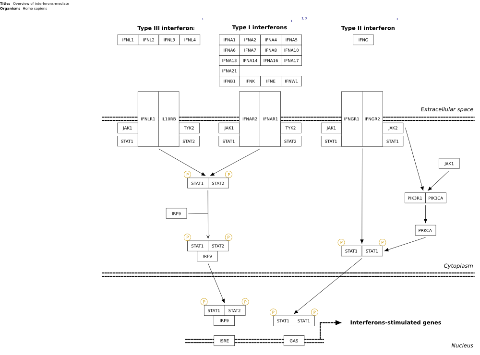 Title: Overview of interferons-mediated
Organism: Homo sapiens
Type III interferons
Type I interferons
Type II interferon
IFNL1 IFNL2 IFNL3 IFNL4
IFNA1 IFNA2 IFNA4 IFNA5
IFNG
IFNA6 IFNA7 IFNA8 IFNA10
IFNA13 IFNA14 IFNA16 IFNA17
IFNA21
IFNB1 IFNK IFNE IFNW1
Extracellular space
IFNLR1 IL10RB
IFNAR2 IFNAR1
IFNGR1 IFNGR2
JAK1 TYK2 JAK1 TYK2 JAK1 JAK2
STAT1 STAT2 STAT1 STAT2 STAT1 STAT1
JAK1
P P
STAT1 STAT2
PIK3R1 PIK3CA
IRF9
P P
STAT1 STAT2
IRF9
P P
STAT1 STAT1
Cytoplasm
P P
STAT1 STAT2
IRF9
P P
STAT1 STAT1
Interferons-stimulated genes
ISRE GAS
Nucleus